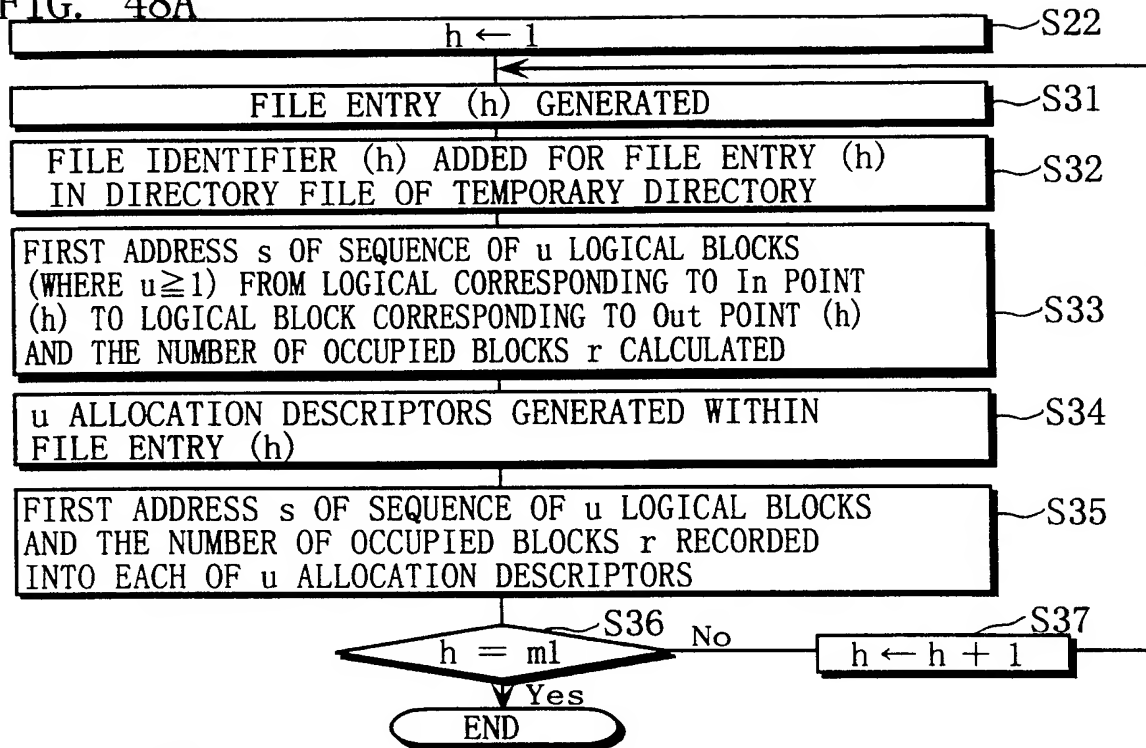 FIG. 48A
h ← 1
S22
FILE ENTRY (h) GENERATED
S31
FILE IDENTIFIER (h) ADDED FOR FILE ENTRY (h)
IN DIRECTORY FILE OF TEMPORARY DIRECTORY
S32
FIRST ADDRESS s OF SEQUENCE OF u LOGICAL BLOCKS
(WHERE u≧1) FROM LOGICAL CORRESPONDING TO In POINT
(h) TO LOGICAL BLOCK CORRESPONDING TO Out POINT (h)
AND THE NUMBER OF OCCUPIED BLOCKS r CALCULATED
S33
u ALLOCATION DESCRIPTORS GENERATED WITHIN
FILE ENTRY (h)
S34
FIRST ADDRESS s OF SEQUENCE OF u LOGICAL BLOCKS
AND THE NUMBER OF OCCUPIED BLOCKS r RECORDED
INTO EACH OF u ALLOCATION DESCRIPTORS
S35
S36
h = m1
No
S37
h ← h + 1
Yes
END